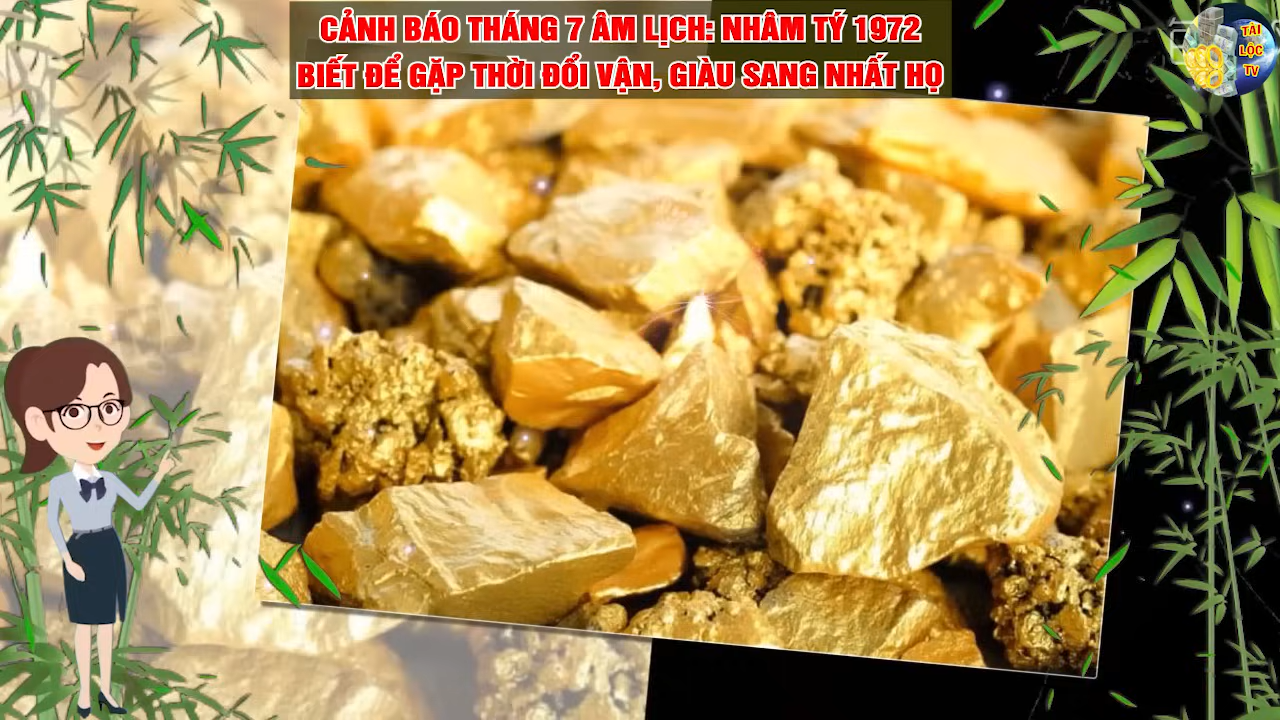 CẢNH BÁO THÁNG 7 ÂM LỊCH: NHÂM TÝ 1972
BIẾT ĐỂ GẶP THỜI ĐỔI VẬN, GIÀU SANG NHẤT HỌ
TÀI
LỘC
TV